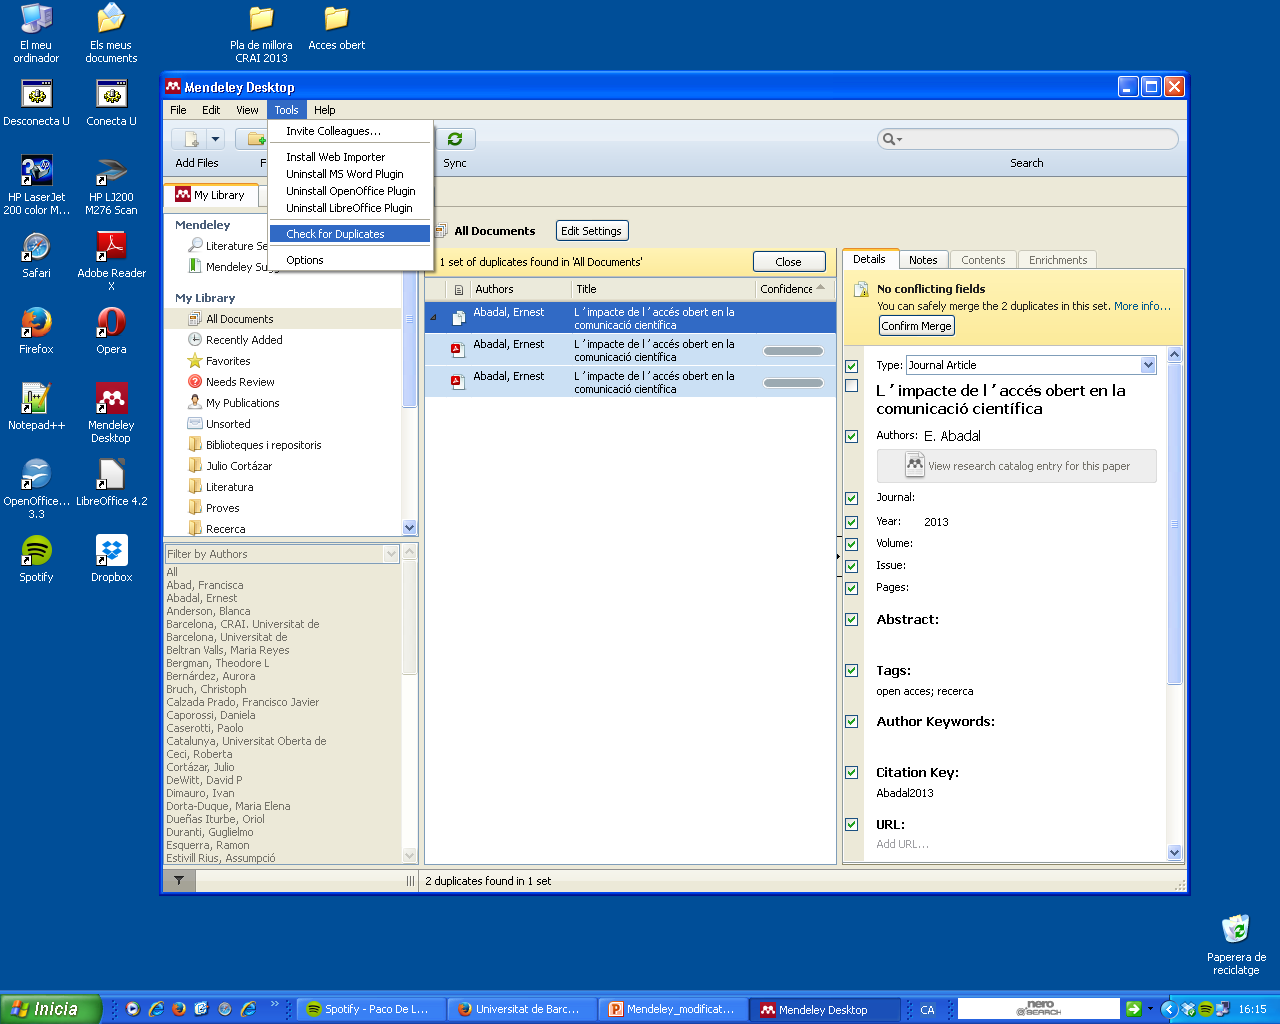 El meu
ordinador
Els meus
documents
Pla de millora
CRAI 2013
Acces obert
Desconecta U
Conecta U
HP LaserJet
200 color M...
HP LJ200
M276 Scan
Safari
Adobe Reader
X
Firefox
Opera
Notepad++
Mendeley
Desktop
OpenOffice...
3.3
LibreOffice 4.2
Spotify
Dropbox
Mendeley Desktop
File Edit View Tools Help
Add Files
F
Sync
Search
Invite Colleagues...
Install Web Importer
Uninstall MS Word Plugin
Uninstall OpenOffice Plugin
Uninstall LibreOffice Plugin
Check for Duplicates
Options
My Library
Mendeley
Literature Se
Mendeley Sugg
My Library
All Documents
Recently Added
Favorites
Needs Review
My Publications
Unsorted
Biblioteques i repositoris
Julio Cortázar
Literatura
Proves
Recerca
Filter by Authors
All
Abad, Francisca
Abadal, Ernest
Anderson, Blanca
Barcelona, CRAI. Universitat de
Barcelona, Universitat de
Beltran Valls, Maria Reyes
Bergman, Theodore L
Bernárdez, Aurora
Bruch, Christoph
Calzada Prado, Francisco Javier
Caporossi, Daniela
Caserotti, Paolo
Catalunya, Universitat Oberta de
Ceci, Roberta
Cortázar, Julio
DeWitt, David P
Dimauro, Ivan
Dorta-Duque, Maria Elena
Dueñas Iturbe, Oriol
Duranti, Guglielmo
Esquerra, Ramon
Estivill Rius, Assumpció
All Documents
Edit Settings
1 set of duplicates found in 'All Documents'
Close
Authors Title Confidence
Abadal, Ernest L´impacte de l´accés obert en la
comunicació científica
Abadal, Ernest L´impacte de l´accés obert en la
comunicació científica
Abadal, Ernest L´impacte de l´accés obert en la
comunicació científica
2 duplicates found in 1 set
Details Notes Contents Enrichments
No conflicting fields
You can safely merge the 2 duplicates in this set. More info...
Confirm Merge
Type: Journal Article
L´impacte de l´accés obert en la
comunicació científica
Authors: E. Abadal
View research catalog entry for this paper
Journal:
Year: 2013
Volume:
Issue:
Pages:
Abstract:
Tags:
open acces; recerca
Author Keywords:
Citation Key:
Abadal2013
URL:
Add URL...
Paperera de
reciclatge
Inicia
Spotify - Paco De L...
Universitat de Barc...
Mendeley_modificat...
Mendeley Desktop
CA
nero
SEARCH
16:15